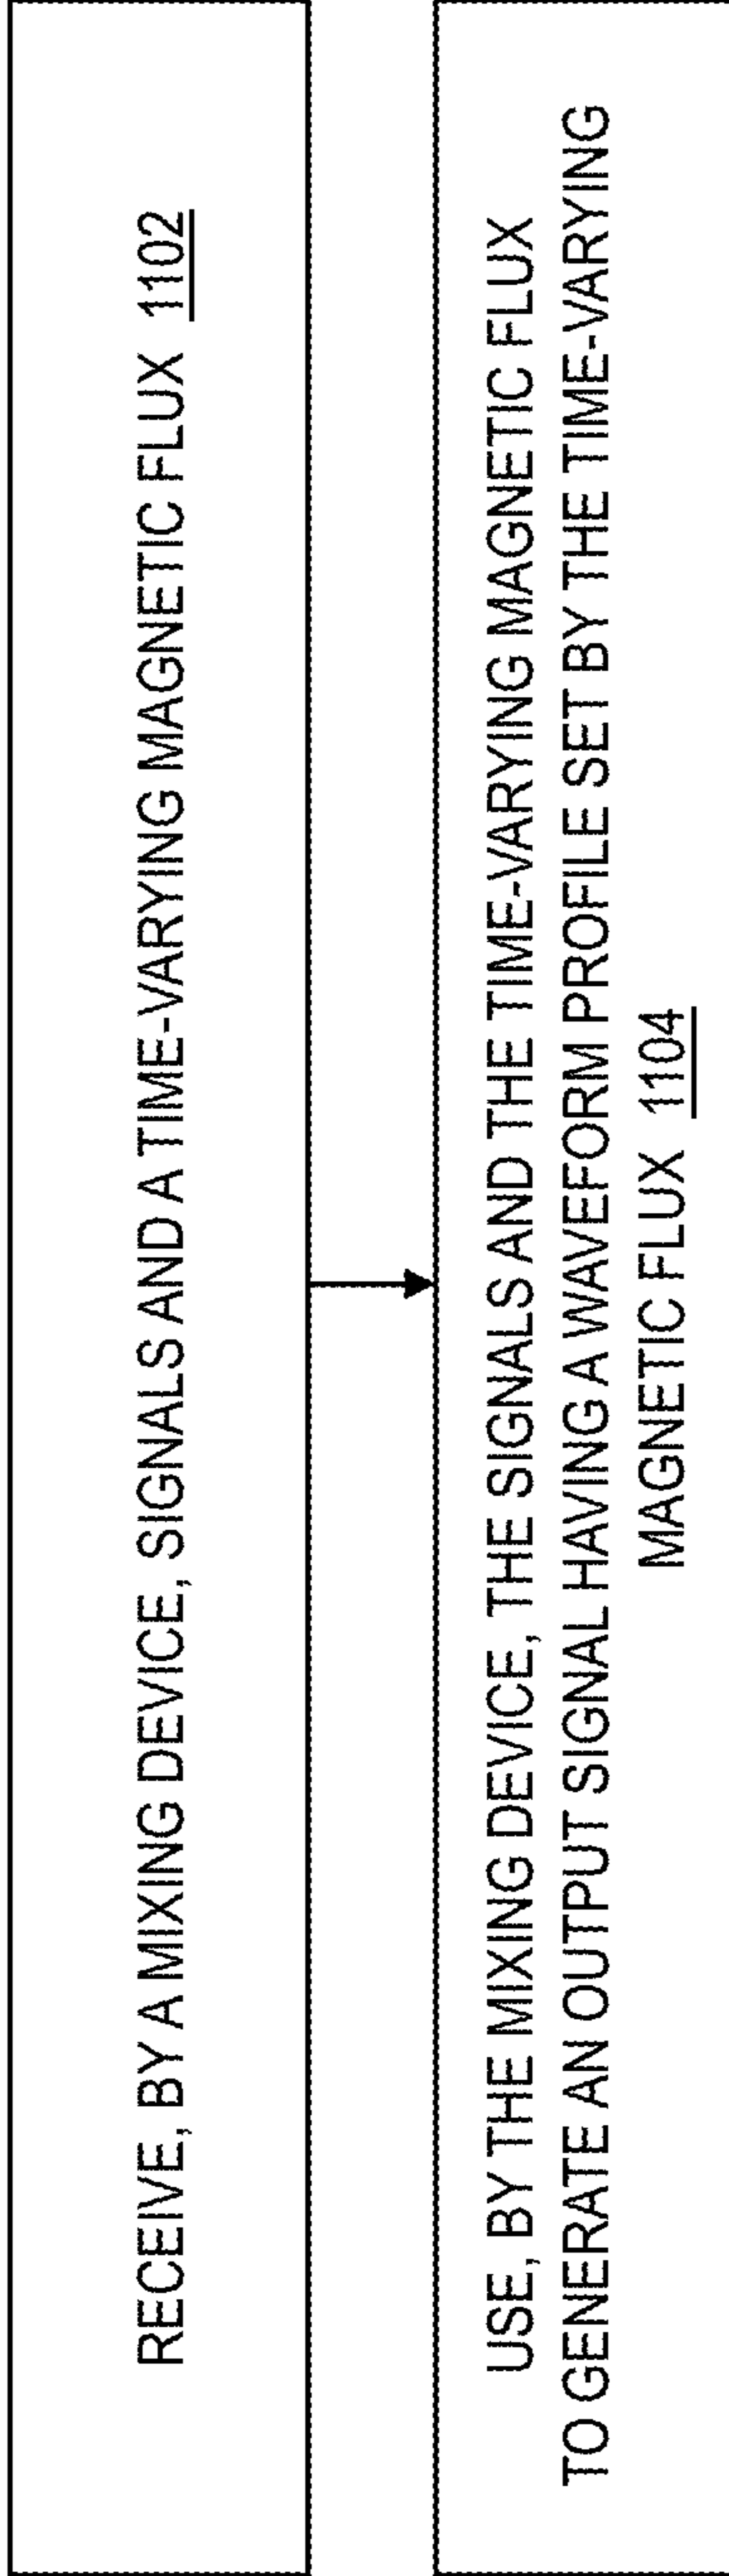 RECEIVE, BY A MIXING DEVICE, SIGNALS AND A TIME-VARYING MAGNETIC FLUX 1102
USE, BY THE MIXING DEVICE, THE SIGNALS AND THE TIME-VARYING MAGNETIC FLUX
TO GENERATE AN OUTPUT SIGNAL HAVING A WAVEFORM PROFILE SET BY THE TIME-VARYING
MAGNETIC FLUX 1104